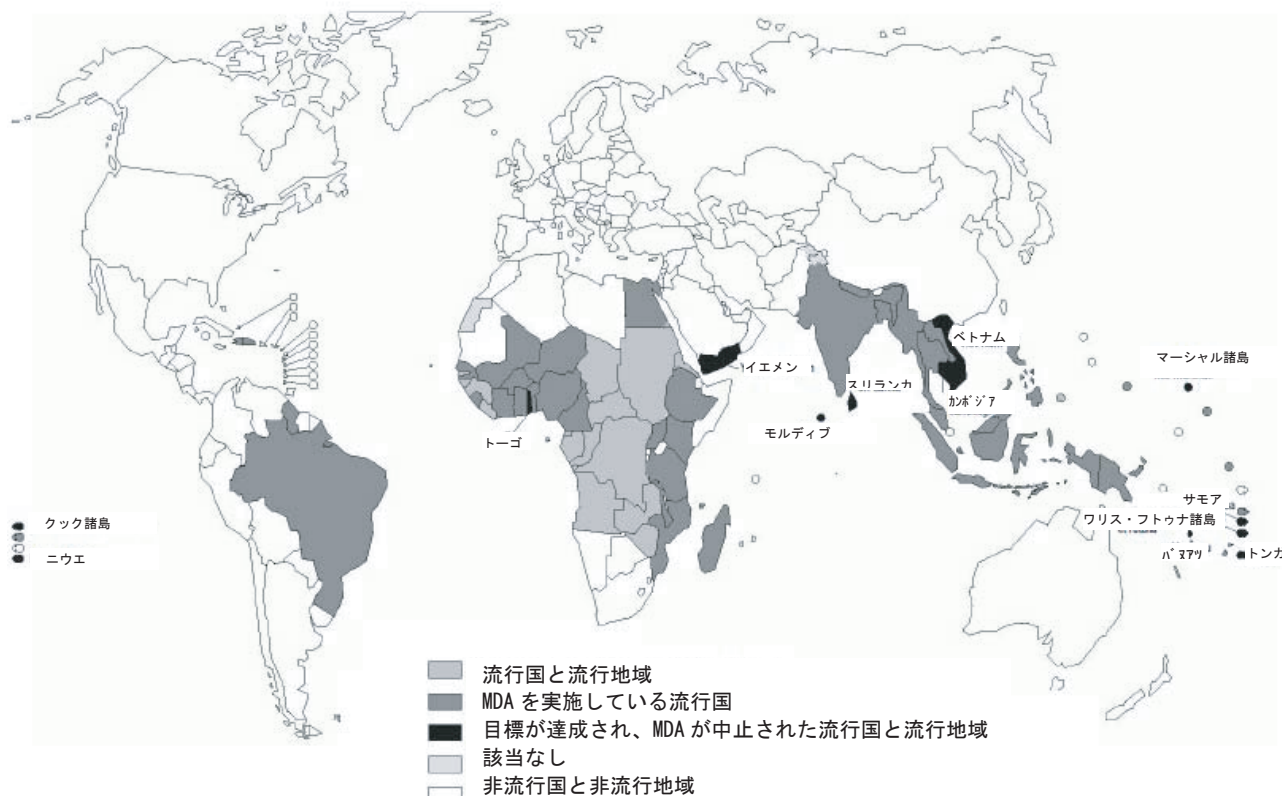 ベトナム
マーシャル諸島
イエメン
スリランカ
カンボジア
モルディブ
トーゴ
サモア
クック諸島
ワリス・フトゥナ諸島
ニウエ
バヌアツ
トンガ
流行国と流行地域
MDA を実施している流行国
目標が達成され、MDA が中止された流行国と流行地域
該当なし
非流行国と非流行地域